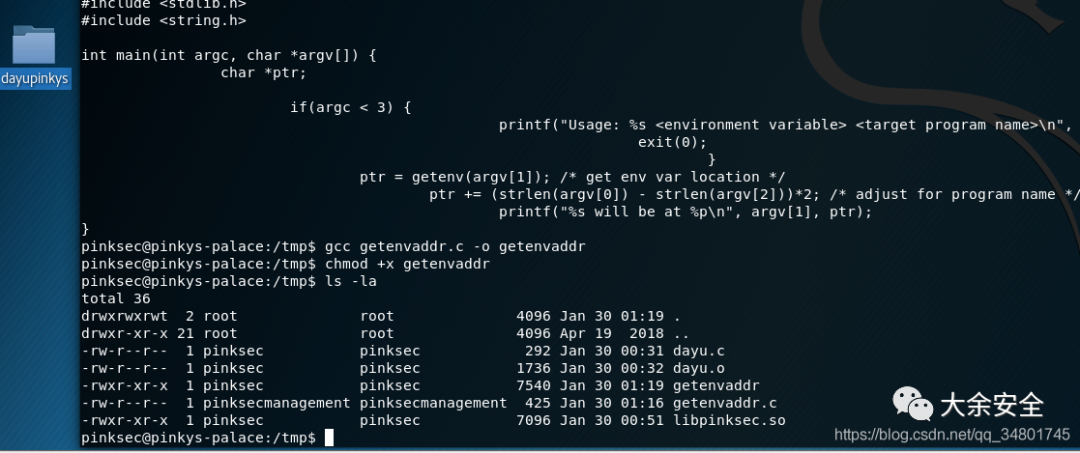 #include <stdlib.h>
#include <string.h>
dayupinkys
int main(int argc, char *argv[]) {
char *ptr;
if(argc < 3) {
printf("Usage: %s <environment variable> <target program name>\n",
exit(0);
}
ptr = getenv(argv[1]); /* get env var location */
ptr += (strlen(argv[0]) - strlen(argv[2]))*2; /* adjust for program name */
printf("%s will be at %p\n", argv[1], ptr);
}
pinksec@pinkys-palace:/tmp$ gcc getenvaddr.c -o getenvaddr
pinksec@pinkys-palace:/tmp$ chmod +x getenvaddr
pinksec@pinkys-palace:/tmp$ ls -la
total 36
drwxrwxrwt 2 root root 4096 Jan 30 01:19 .
drwxr-xr-x 21 root root 4096 Apr 19 2018 ..
-rw-r--r-- 1 pinksec pinksec 292 Jan 30 00:31 dayu.c
-rw-r--r-- 1 pinksec pinksec 1736 Jan 30 00:32 dayu.o
-rwxr-xr-x 1 pinksec pinksec 7540 Jan 30 01:19 getenvaddr
-rw-r--r-- 1 pinksecmanagement pinksecmanagement 425 Jan 30 01:16 getenvaddr.c
-rwxr-xr-x 1 pinksec pinksec 7096 Jan 30 00:51 libpinksec.so
pinksec@pinkys-palace:/tmp$
大余安全
https://blog.csdn.net/qq_34801745